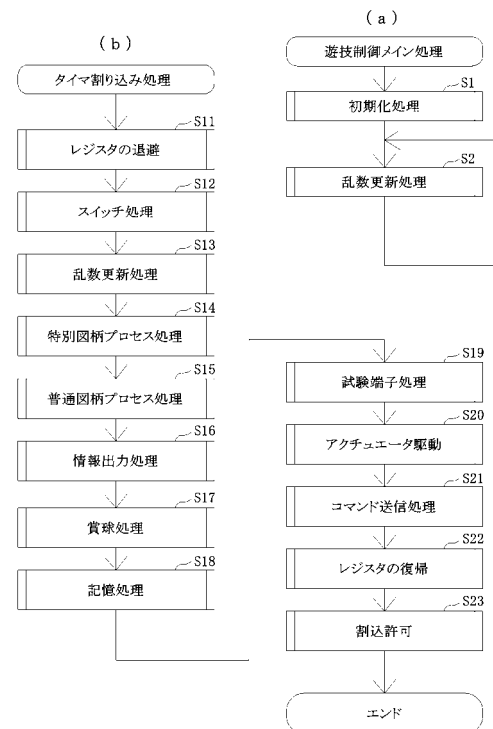 (a)
遊技制御メイン処理
S1
初期化処理
S2
乱数更新処理
(b)
タイマ割り込み処理
S11
レジスタの退避
S12
スイッチ処理
S13
乱数更新処理
S14
特別図柄プロセス処理
S15
普通図柄プロセス処理
S16
情報出力処理
S17
賞球処理
S18
記憶処理
S19
試験端子処理
S20
アクチュエータ駆動
S21
コマンド送信処理
S22
レジスタの復帰
S23
割込許可
エンド